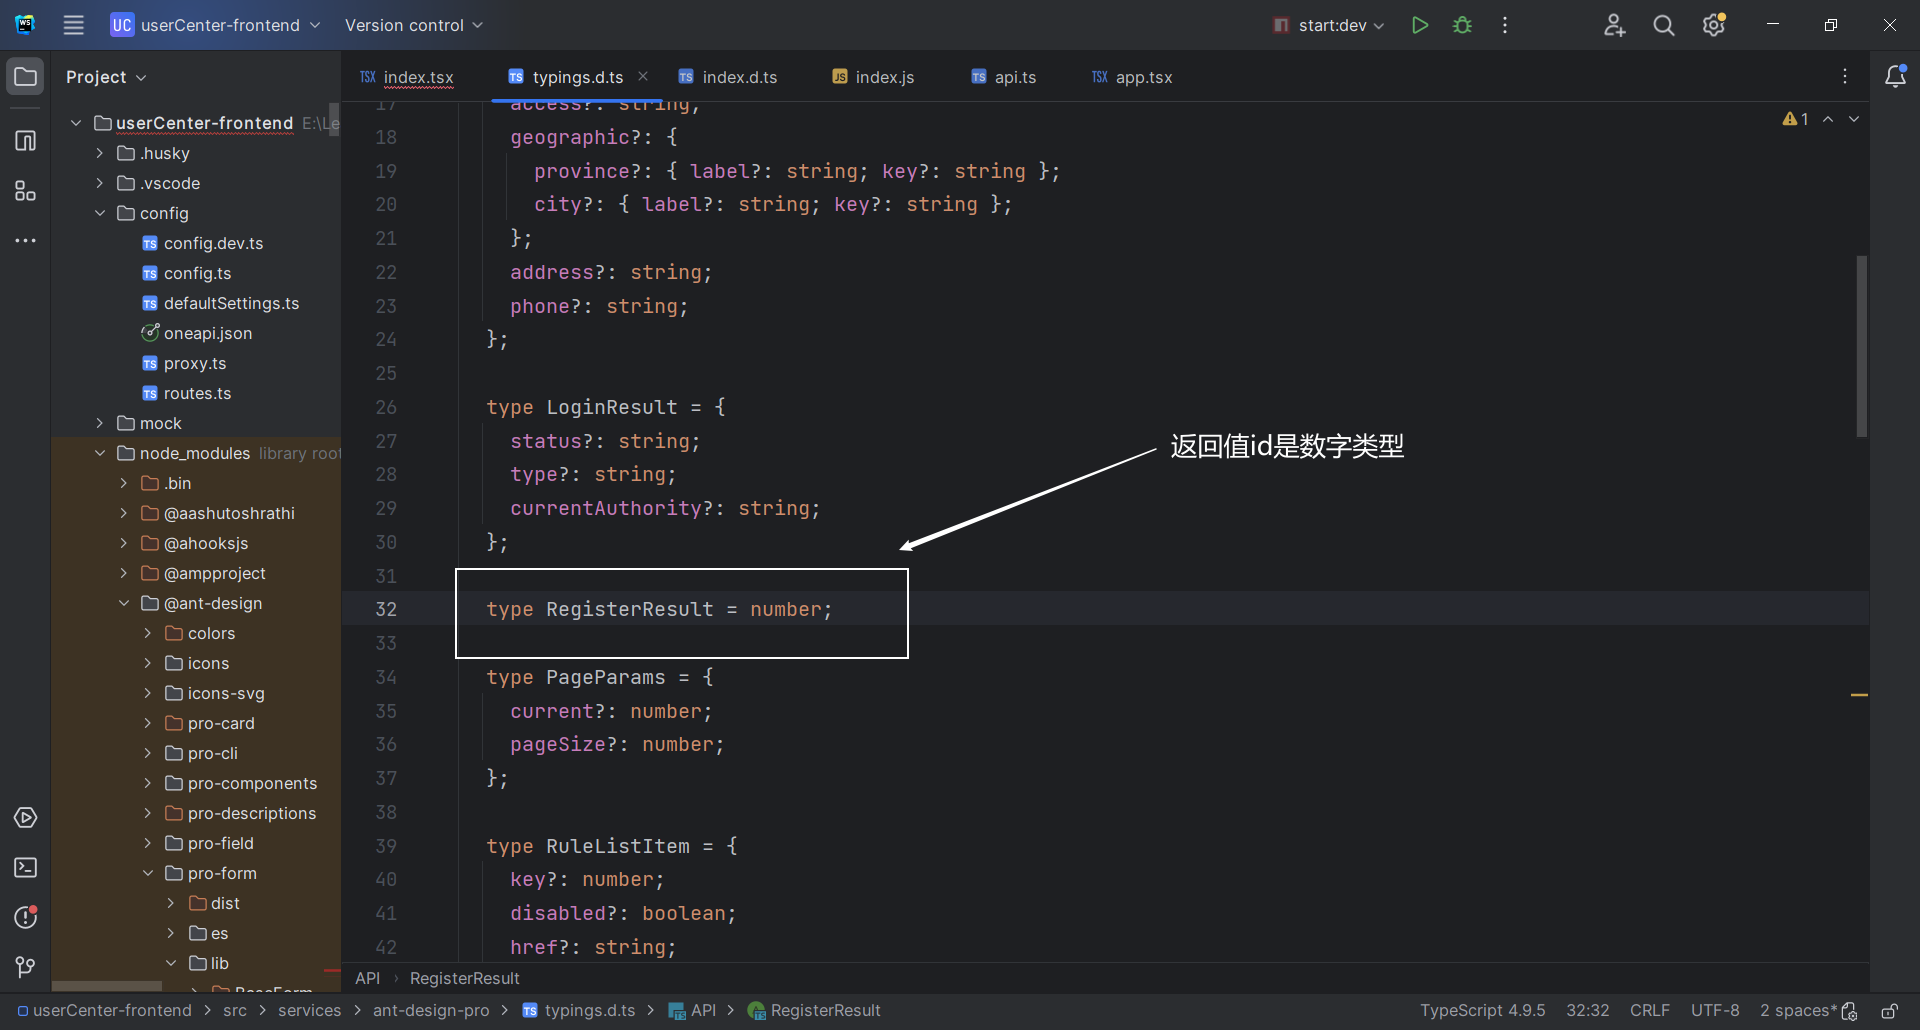 UC userCenter-frontend Version control start:dev
Project
index.tsx typings.d.ts index.d.ts index.js api.ts app.tsx
userCenter-frontend E:\Le
.husky
.vscode
config
config.dev.ts
config.ts
defaultSettings.ts
oneapi.json
proxy.ts
routes.ts
mock
node_modules library root
.bin
@aashutoshrathi
@ahooksjs
@ampproject
@ant-design
colors
icons
icons-svg
pro-card
pro-cli
pro-components
pro-descriptions
pro-field
pro-form
dist
es
lib
BaseForm
1
17 access?: string;
18 geographic?: {
19 province?: { label?: string; key?: string };
20 city?: { label?: string; key?: string };
21 };
22 address?: string;
23 phone?: string;
24 };
25
26 type LoginResult = {
27 status?: string;
28 type?: string;
29 currentAuthority?: string;
30 };
31
32 type RegisterResult = number;
33
34 type PageParams = {
35 current?: number;
36 pageSize?: number;
37 };
38
39 type RuleListItem = {
40 key?: number;
41 disabled?: boolean;
42 href?: string;
返回值id是数字类型
API › RegisterResult
userCenter-frontend > src > services > ant-design-pro > typings.d.ts > API > RegisterResult
TypeScript 4.9.5 32:32 CRLF UTF-8 2 spaces*